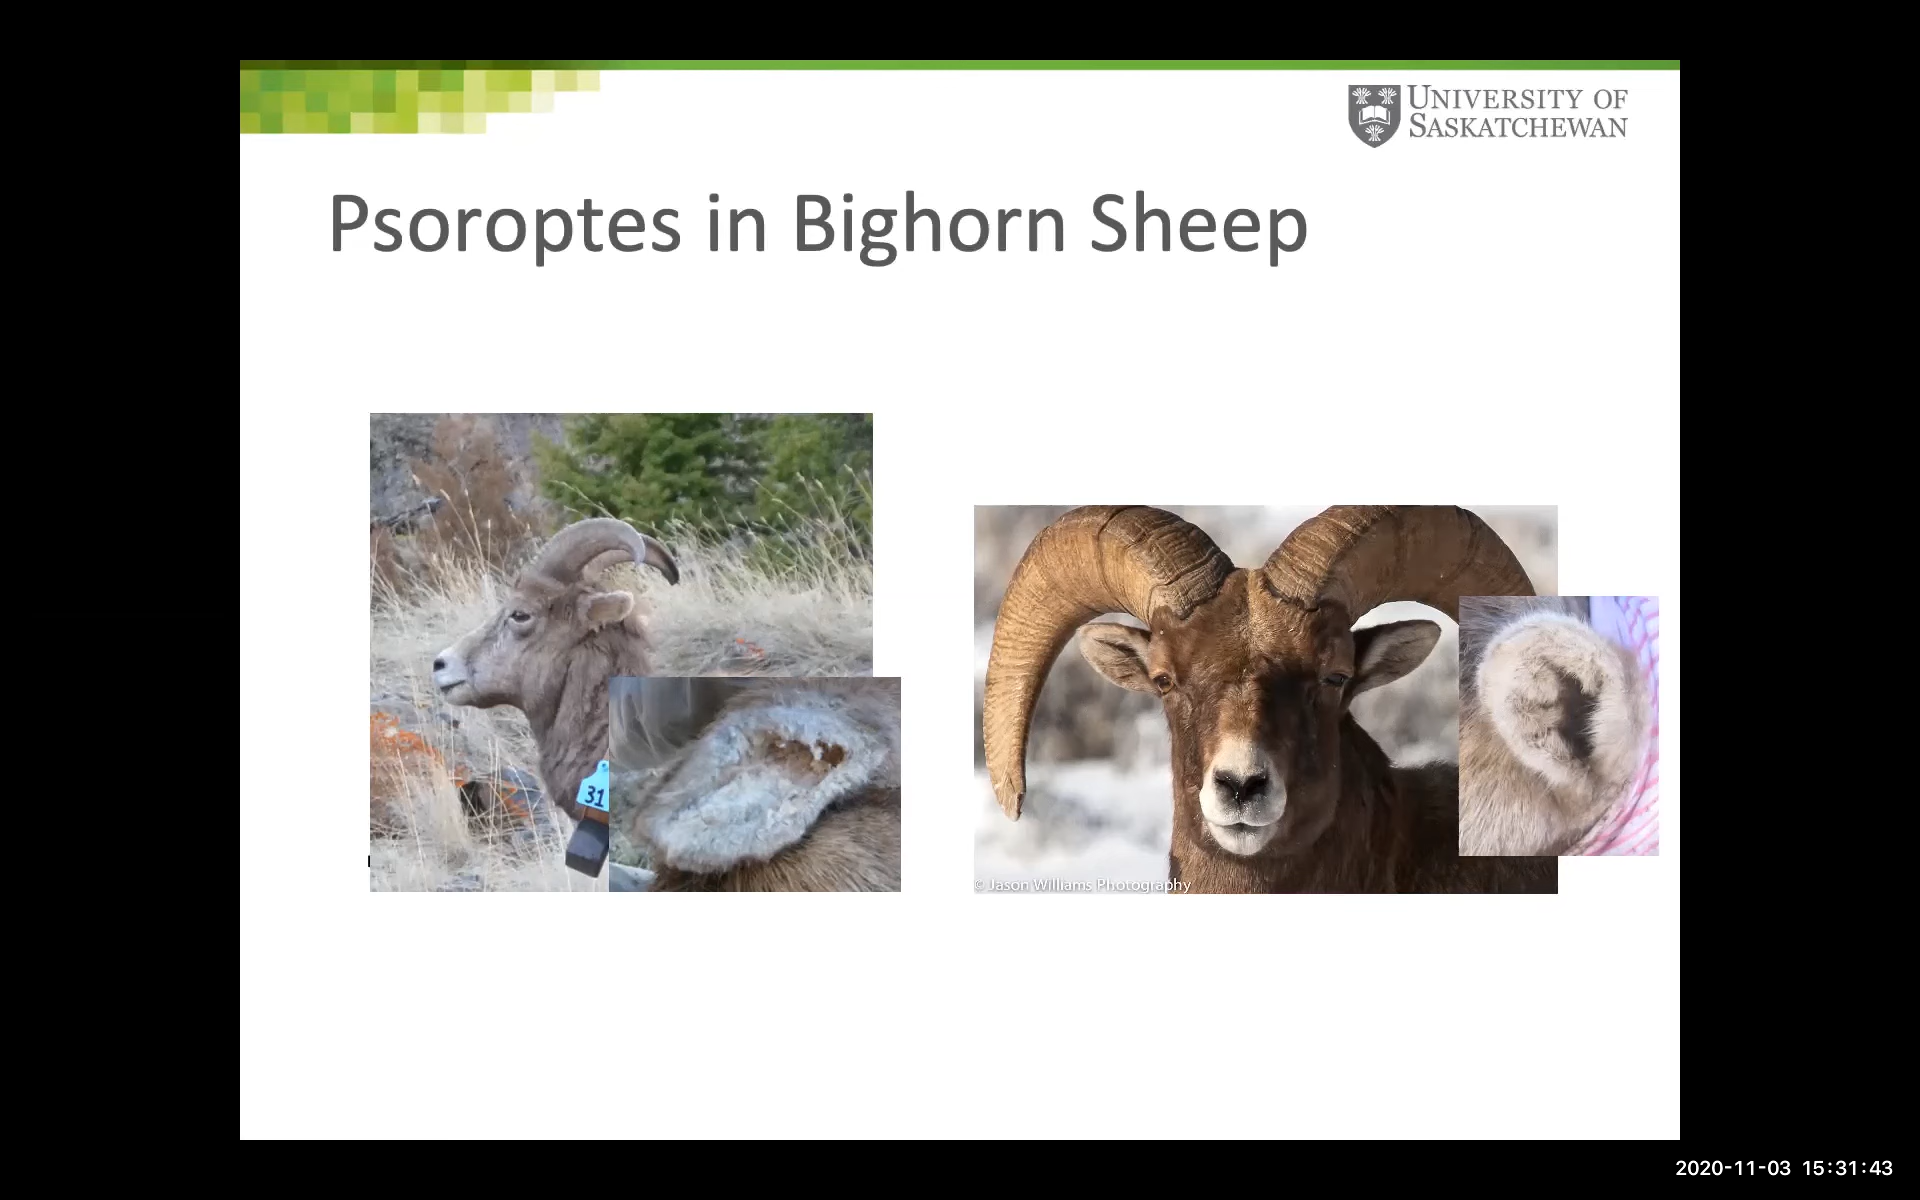 UNIVERSITY OF
SASKATCHEWAN
Psoroptes in Bighorn Sheep
31
© Jason Williams Photography
2020-11-03 15:31:43